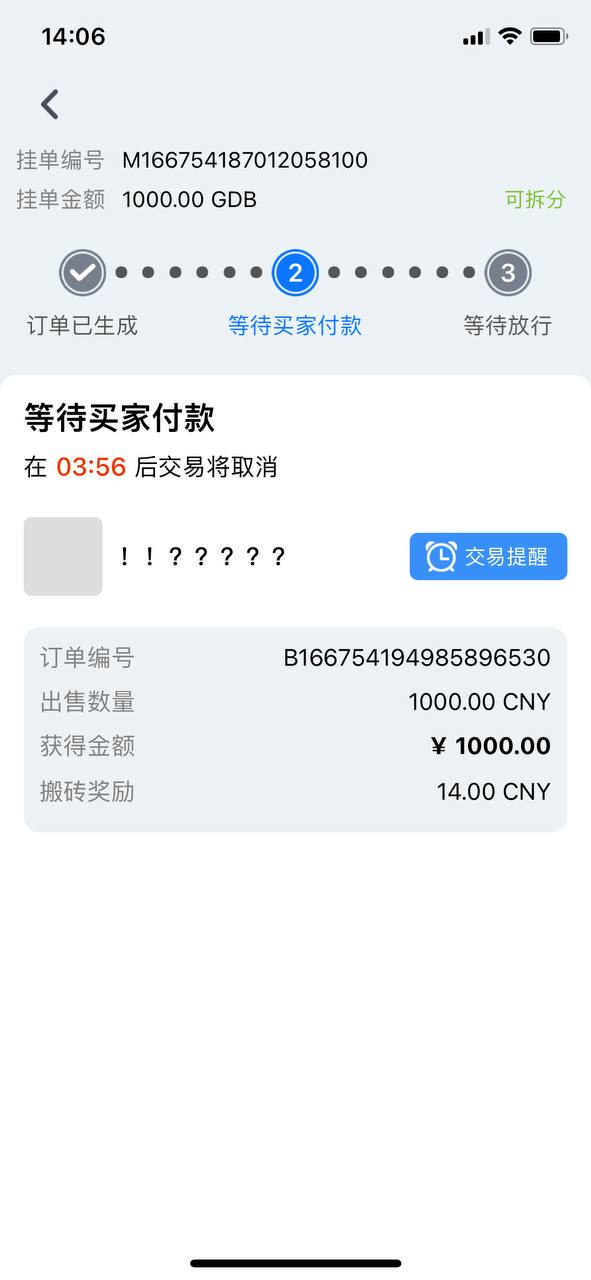 14:06
挂单编号 M166754187012058100
挂单金额 1000.00 GDB 可拆分
2 3
订单已生成 等待买家付款 等待放行
等待买家付款
在 03:56 后交易将取消
！！？？？？？ 交易提醒
订单编号 B166754194985896530
出售数量 1000.00 CNY
获得金额 ¥ 1000.00
搬砖奖励 14.00 CNY